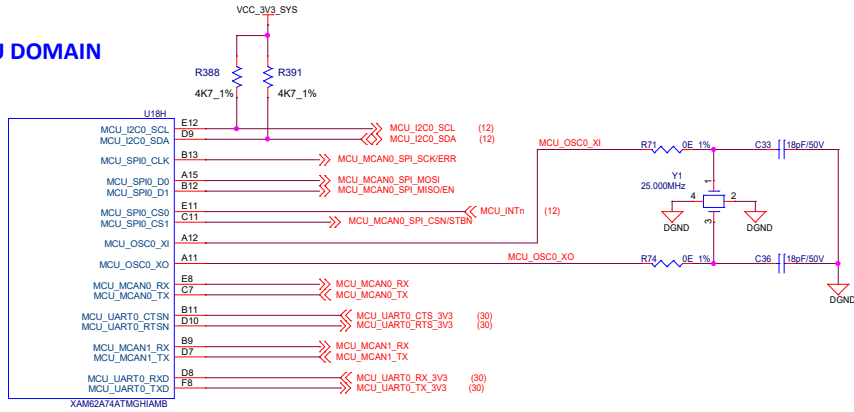 VCC_3V3_SYS
U DOMAIN
R388
R391
4K7_1%
4K7_1%
U18H
MCU_I2C0_SCL E12 MCU_I2C0_SCL (12)
MCU_I2C0_SDA D9 MCU_I2C0_SDA (12)
MCU_SPI0_CLK B13 MCU_MCAN0_SPI_SCK/ERR
MCU_SPI0_D0 A15 MCU_MCAN0_SPI_MOSI
MCU_SPI0_D1 B12 MCU_MCAN0_SPI_MISO/EN
MCU_SPI0_CS0 E11 MCU_INTn (12)
MCU_SPI0_CS1 C11 MCU_MCAN0_SPI_CSN/STBN
MCU_OSC0_XI A12
MCU_OSC0_XO A11
MCU_MCAN0_RX E8 MCU_MCAN0_RX
MCU_MCAN0_TX C7 MCU_MCAN0_TX
MCU_UART0_CTSN B11 MCU_UART0_CTS_3V3 (30)
MCU_UART0_RTSN D10 MCU_UART0_RTS_3V3 (30)
MCU_MCAN1_RX B9 MCU_MCAN1_RX
MCU_MCAN1_TX D7 MCU_MCAN1_TX
MCU_UART0_RXD D8 MCU_UART0_RX_3V3 (30)
MCU_UART0_TXD F8 MCU_UART0_TX_3V3 (30)
XAM62A74ATMGHIAMB
MCU_OSC0_XI R71 0E_1% C33 18pF/50V
Y1
25.000MHz
1
4 2
3
DGND DGND
MCU_OSC0_XO R74 0E_1% C36 18pF/50V
DGND